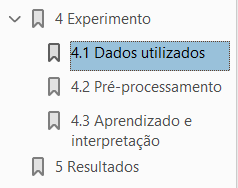 4 Experimento
4.1 Dados utilizados
4.2 Pré-processamento
4.3 Aprendizado e
interpretação
5 Resultados